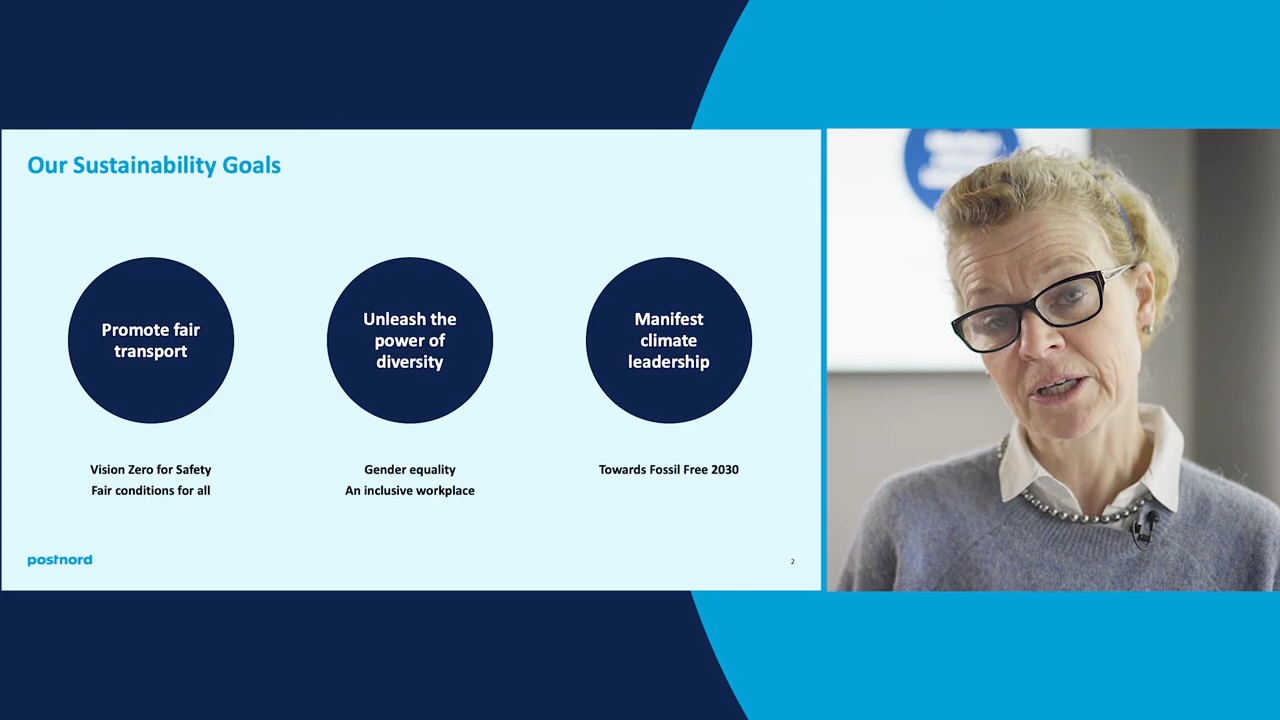 Our Sustainability Goals
Promote fair
transport
Unleash the
power of
diversity
Manifest
climate
leadership
Vision Zero for Safety
Fair conditions for all
Gender equality
An inclusive workplace
Towards Fossil Free 2030
postnord
2